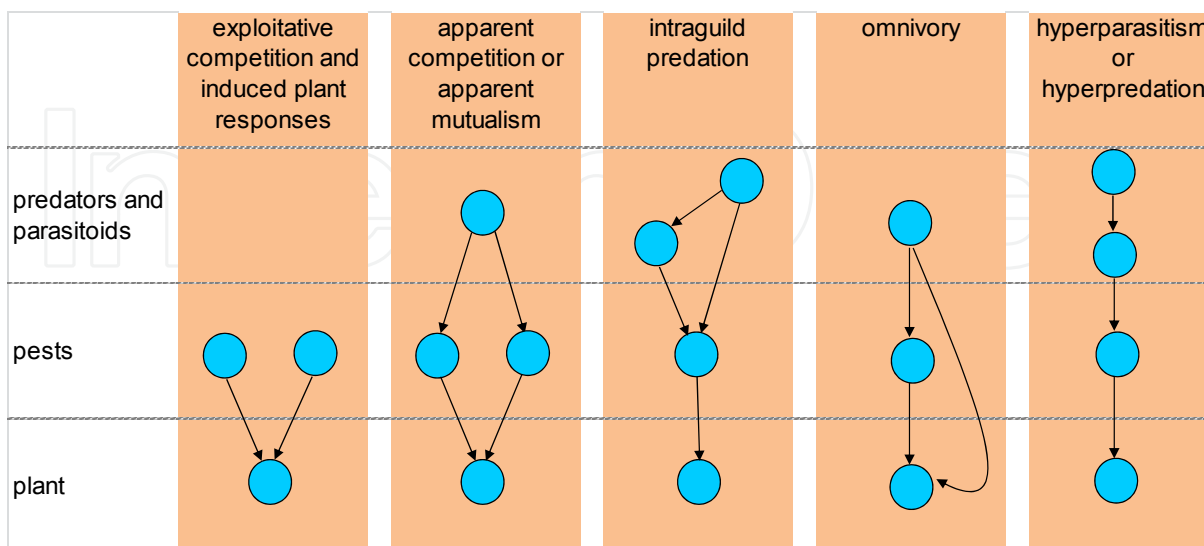 exploitative
competition and
induced plant
responses
apparent
competition or
apparent
mutualism
intraguild
predation
omnivory
hyperparasitism
or
hyperpredation
predators and
parasitoids
pests
plant